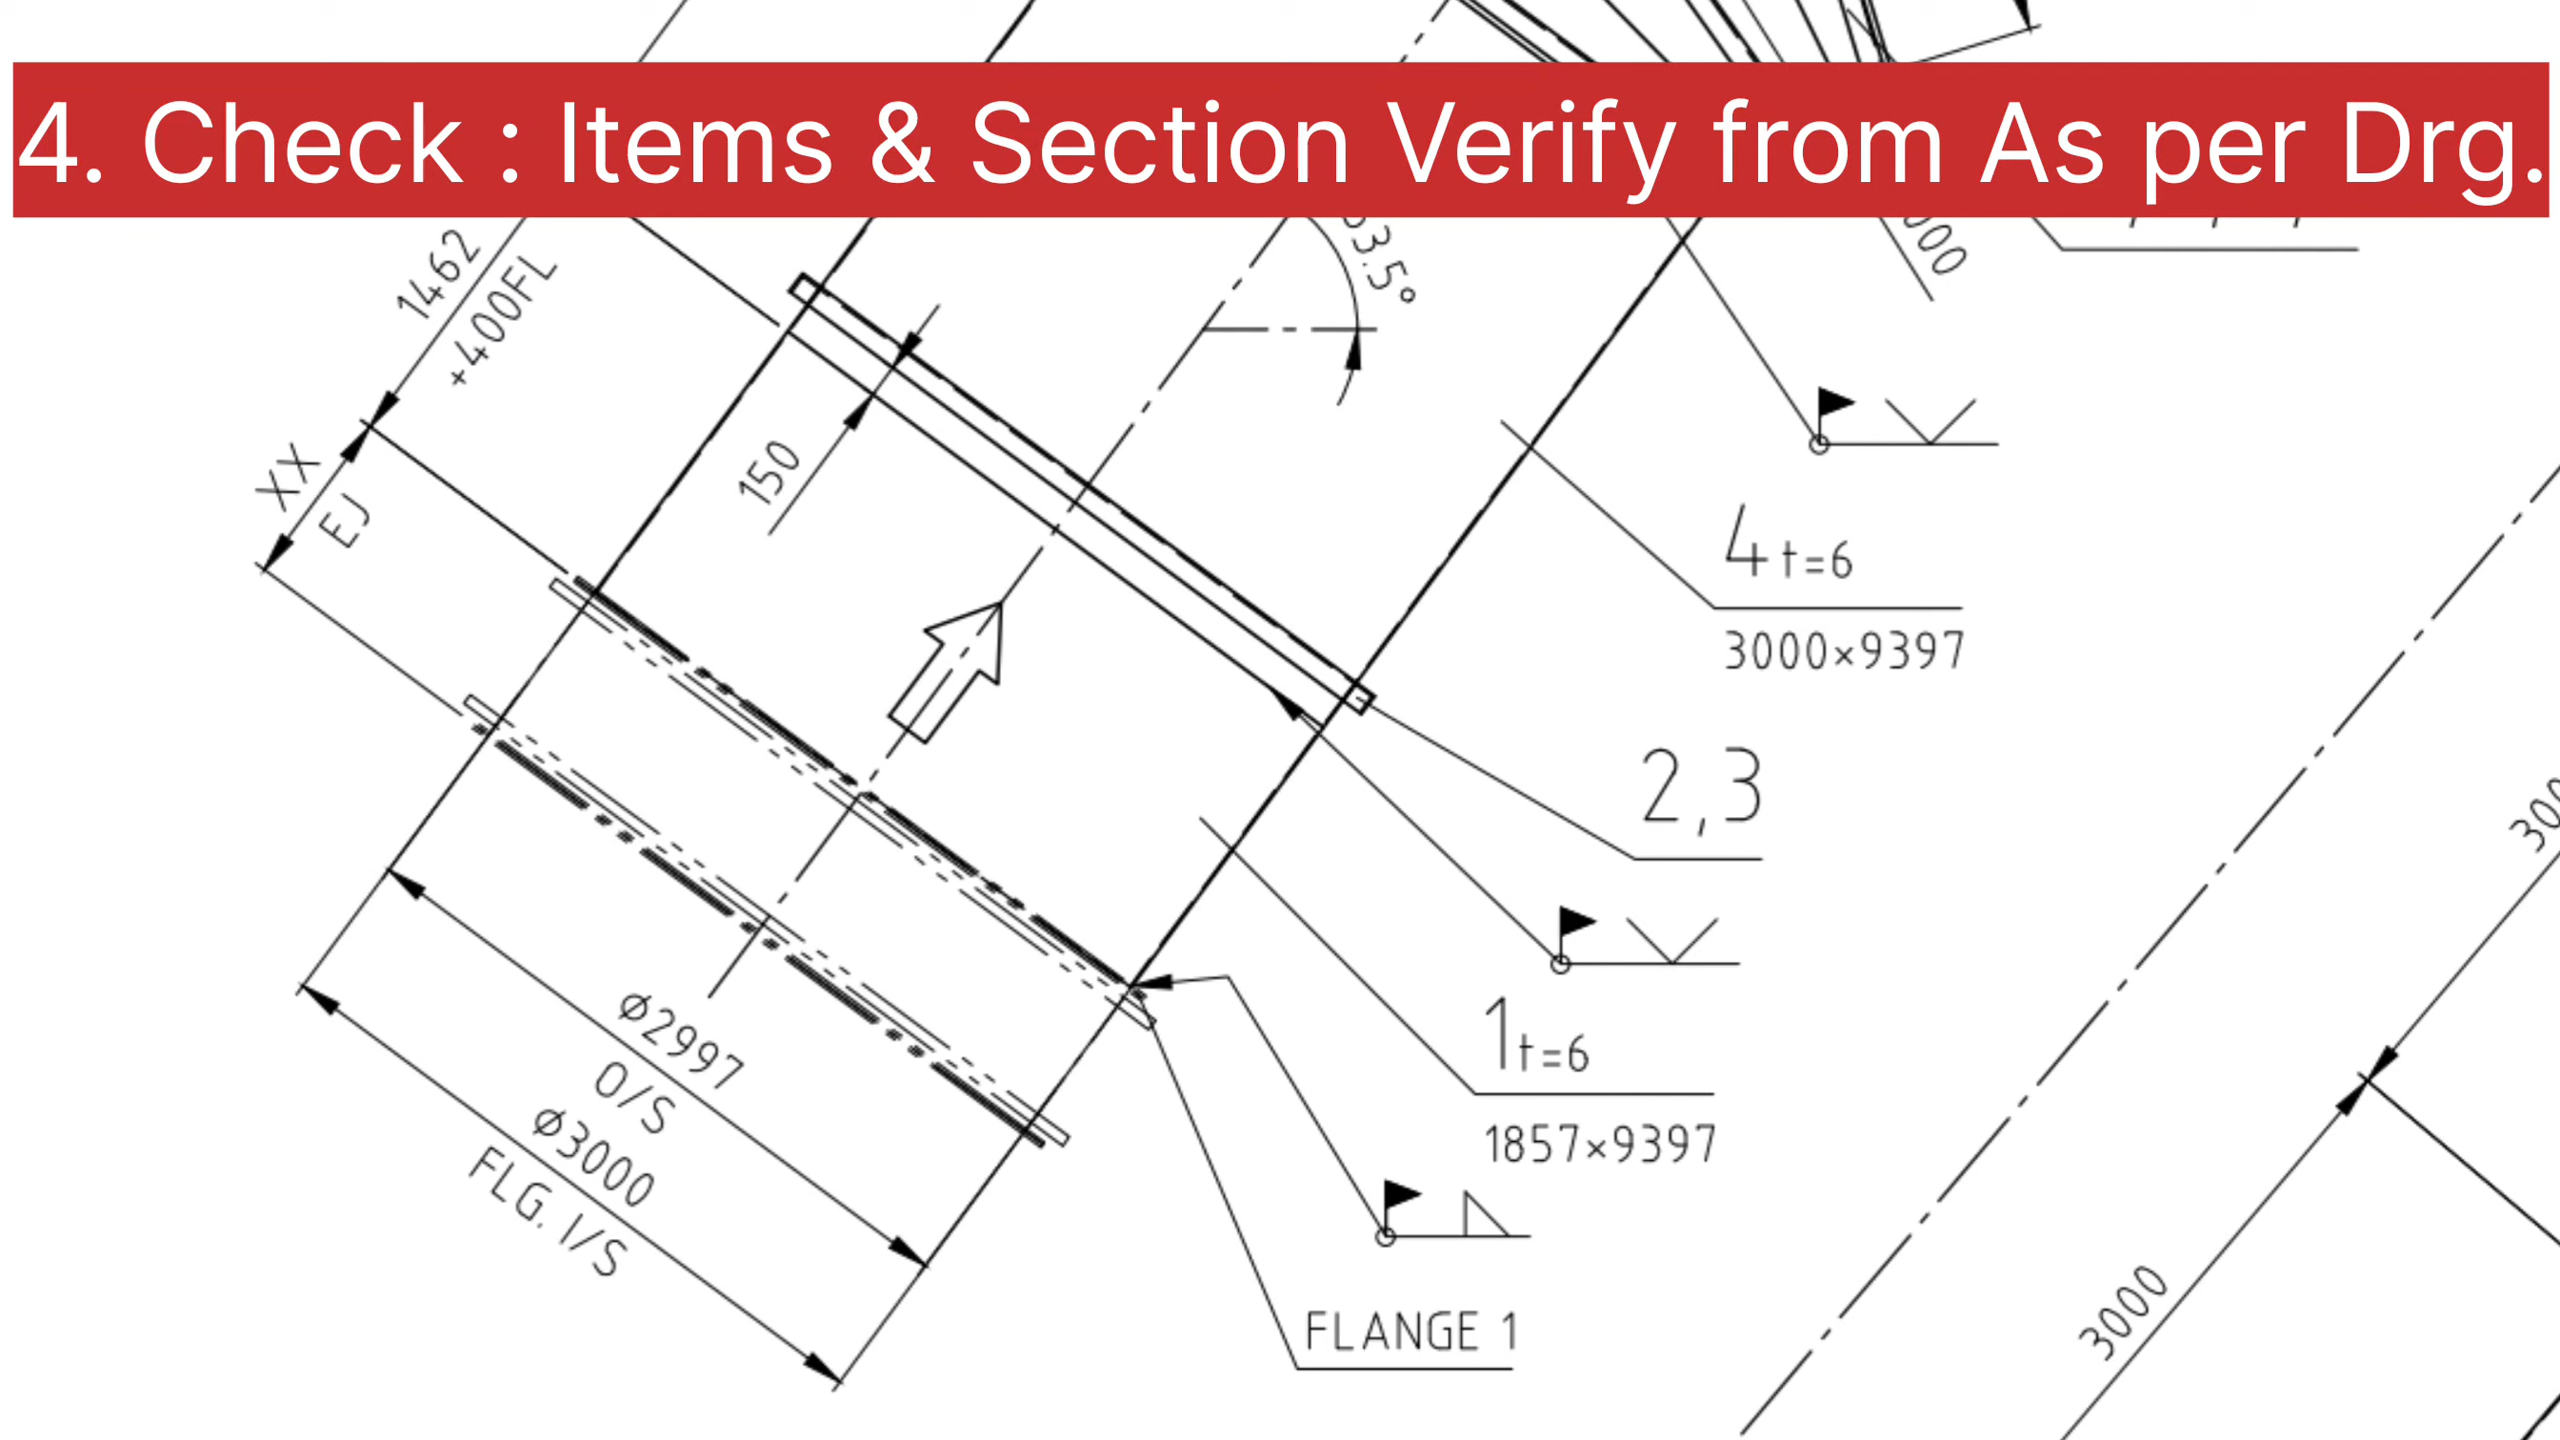 4. Check : Items & Section Verify from As per Drg.
1462
+400FL
XX
EJ
150
4 t=6
3000×9397
2,3
1 t=6
1857×9397
FLANGE 1
ø2997
O/S
ø3000
FLG. I/S
3000